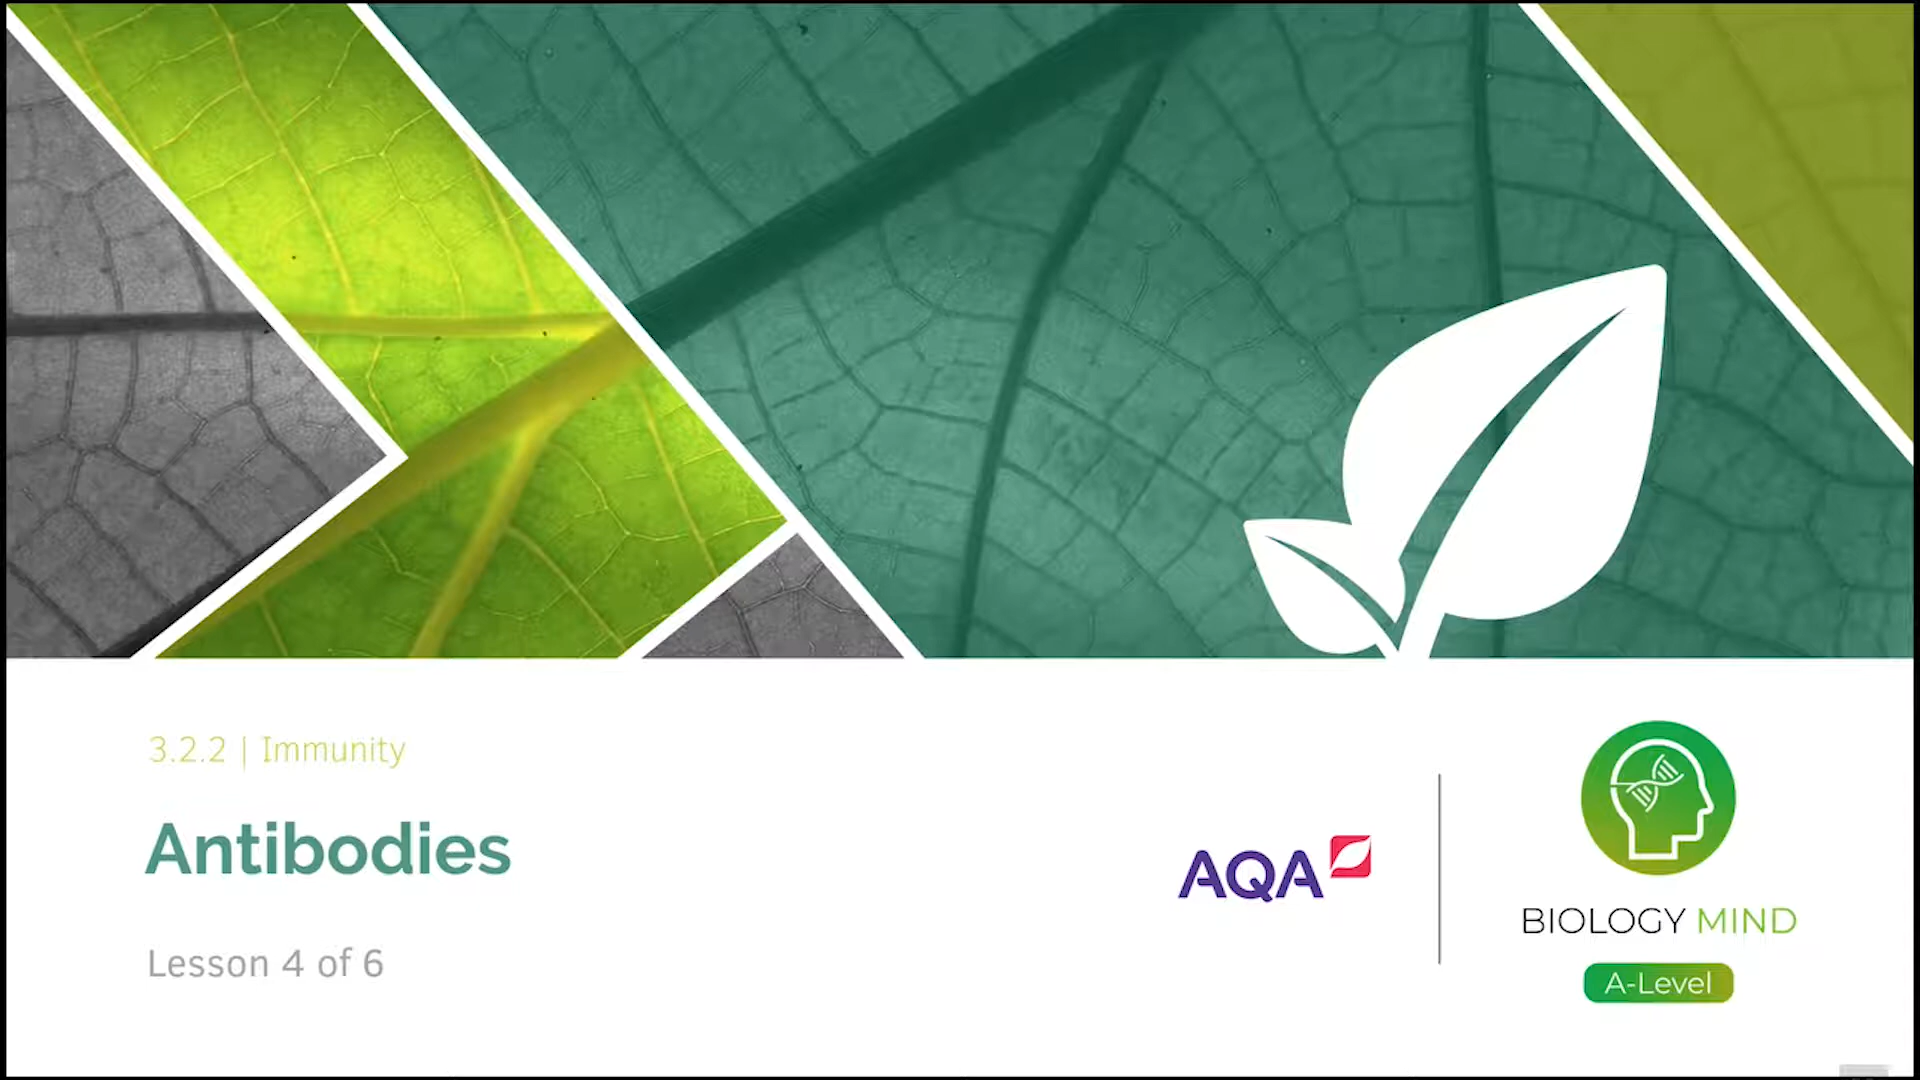 3.2.2 | Immunity
Antibodies
Lesson 4 of 6
AQA
BIOLOGY MIND
A-Level